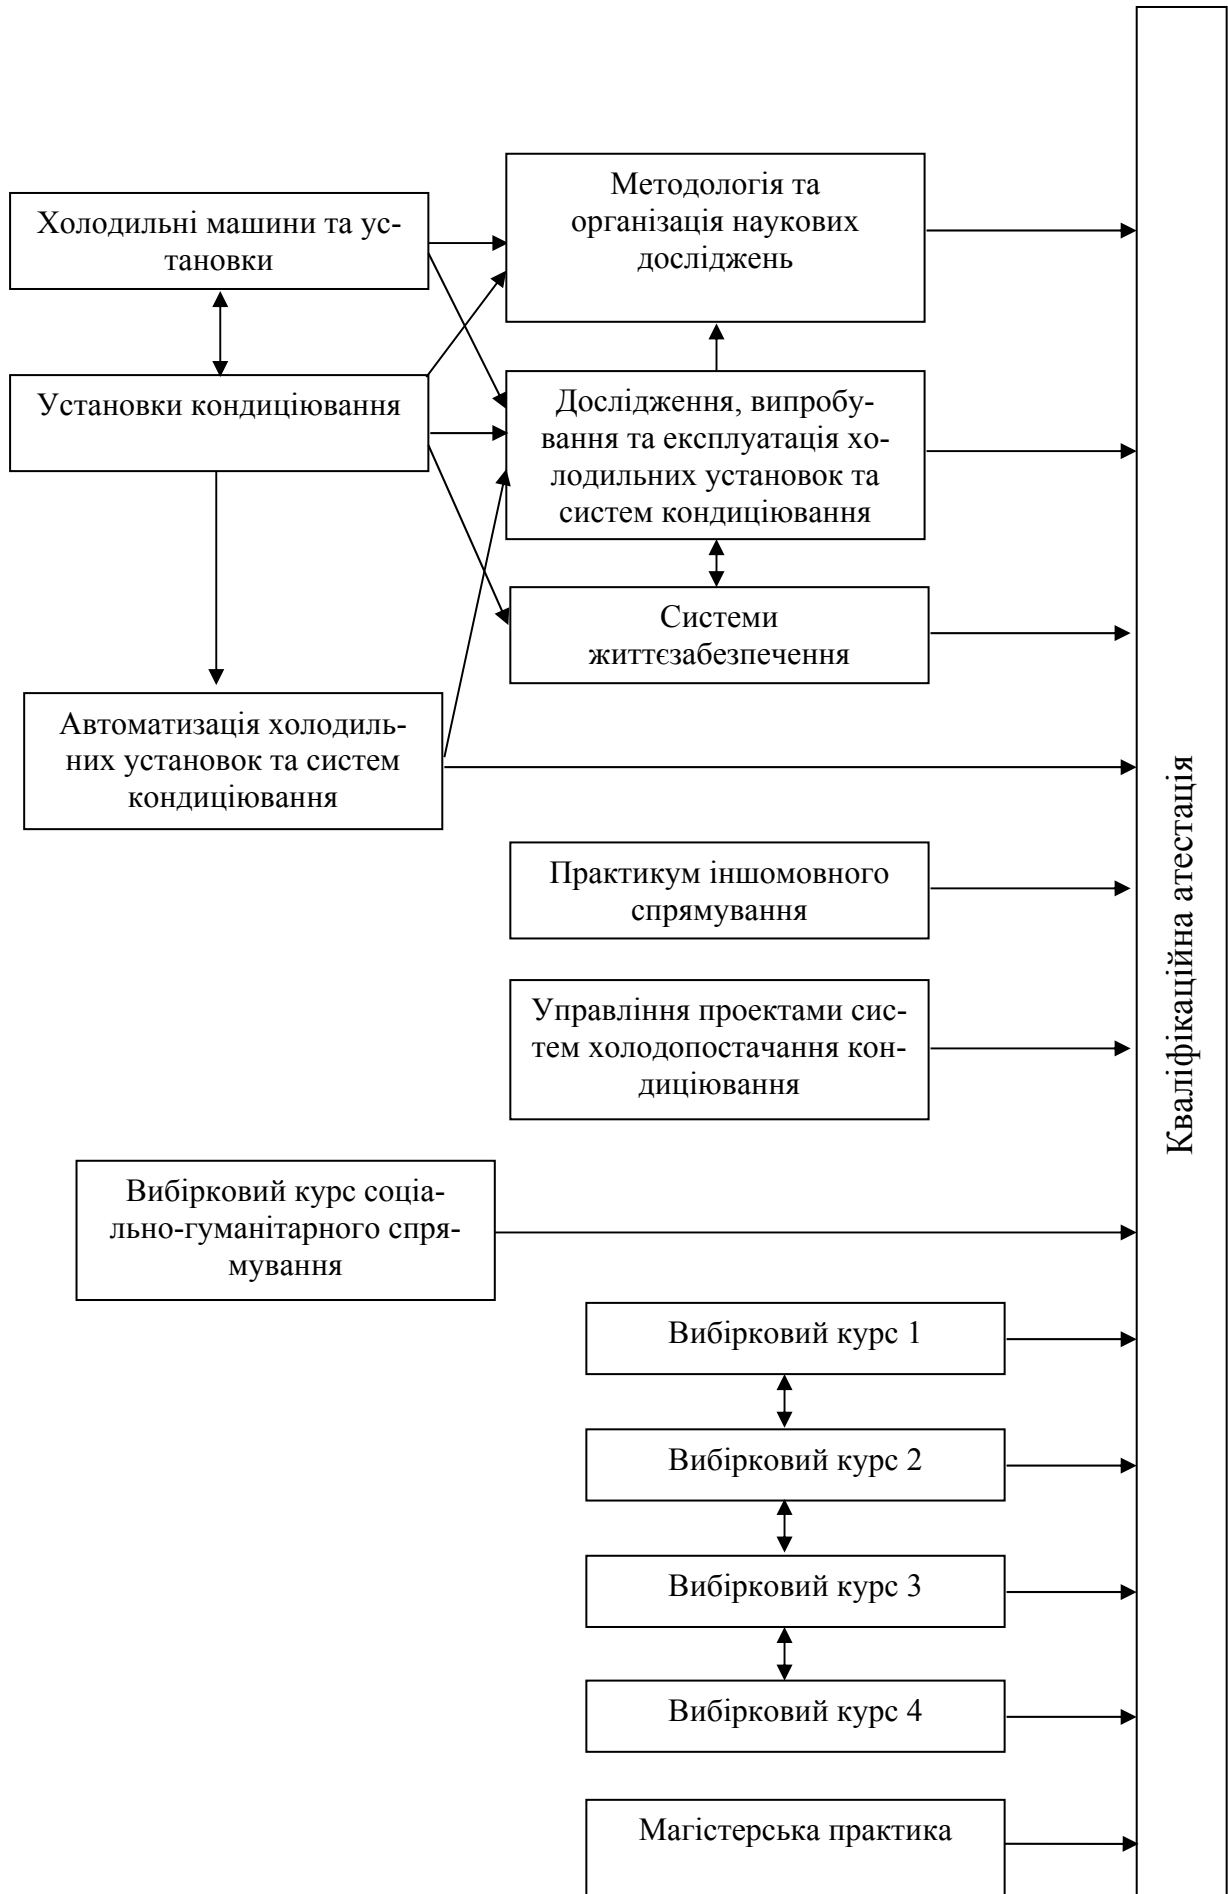 Методологія та
організація наукових
досліджень
Холодильні машини та ус-
тановки
Установки кондиціювання
Дослідження, випробу-
вання та експлуатація хо-
лодильних установок та
систем кондиціювання
Системи
життєзабезпечення
Автоматизація холодиль-
них установок та систем
кондиціювання
Практикум іншомовного
спрямування
Управління проектами сис-
тем холодопостачання кон-
диціювання
Вибірковий курс соціа-
льно-гуманітарного спря-
мування
Вибірковий курс 1
Вибірковий курс 2
Вибірковий курс 3
Вибірковий курс 4
Магістерська практика
Кваліфікаційна атестація